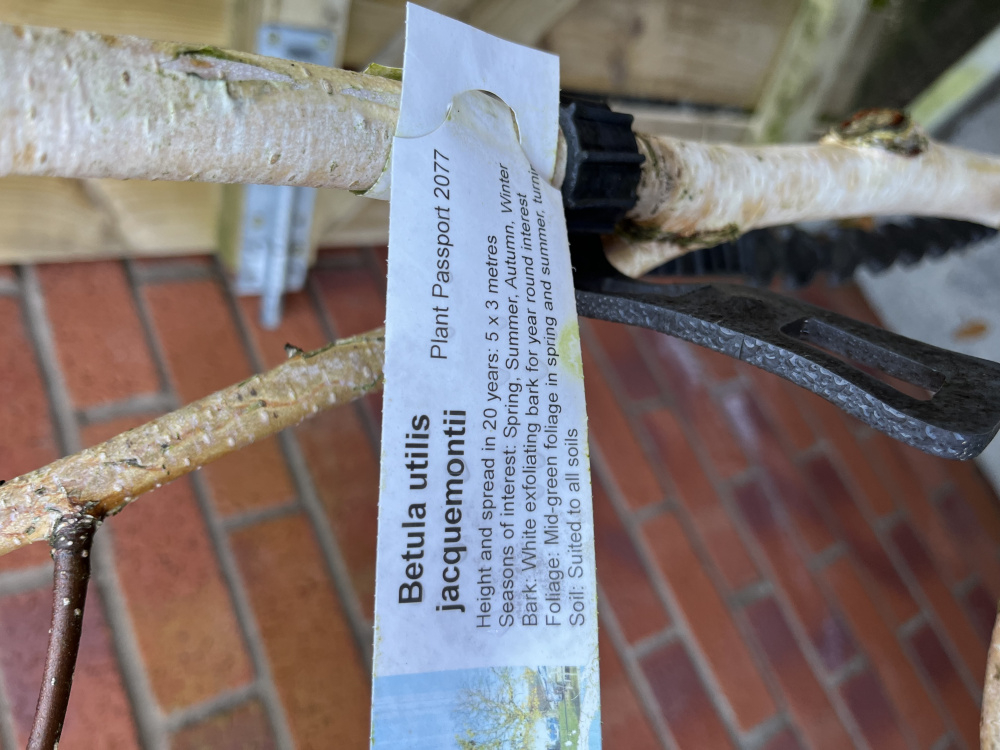 Betula utilis
jacquemontii
Plant Passport 2077
Height and spread in 20 years: 5 x 3 metres
Seasons of interest: Spring, Summer, Autumn, Winter
Bark: White exfoliating bark for year round interest
Foliage: Mid-green foliage in spring and summer,
Soil: Suited to all soils